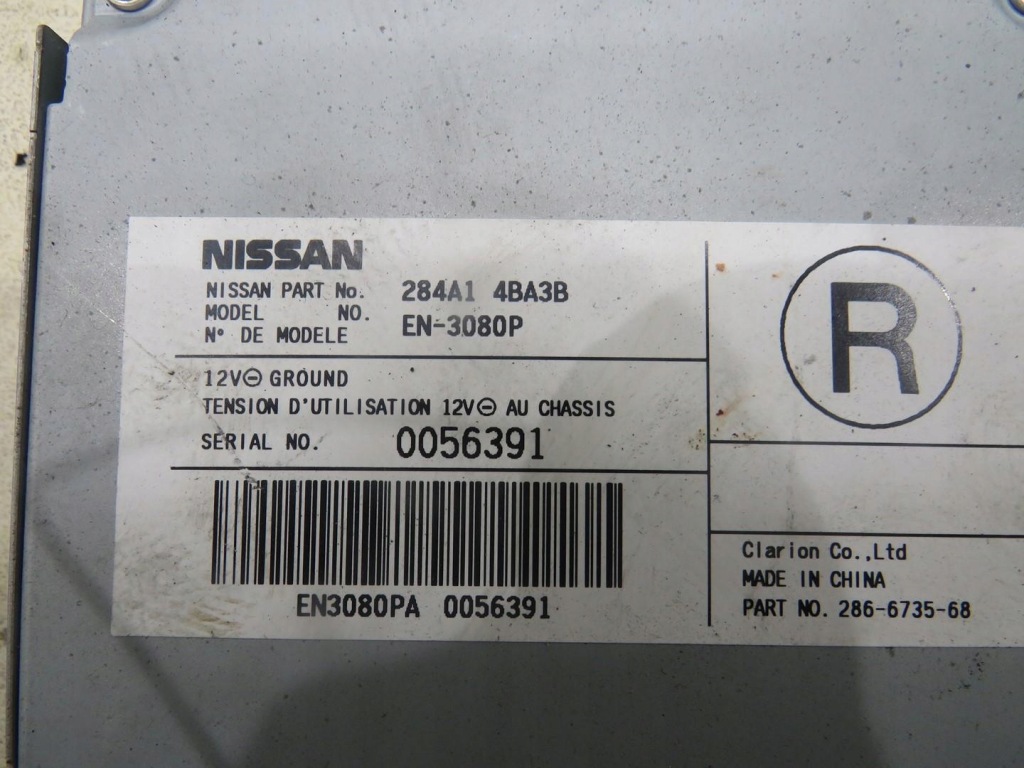 NISSAN
NISSAN PART No. 284A1 4BA3B
MODEL NO. EN-3080P
N° DE MODELE
12V⊖ GROUND
TENSION D'UTILISATION 12V⊖ AU CHASSIS
SERIAL NO. 0056391
EN3080PA 0056391
R
Clarion Co.,Ltd
MADE IN CHINA
PART NO. 286-6735-68